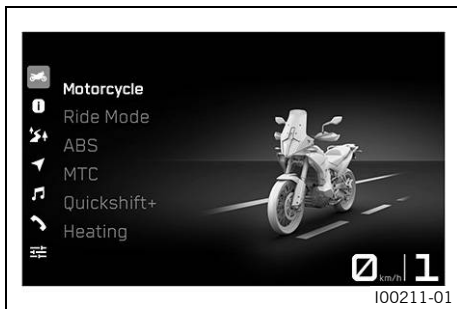 Motorcycle
Ride Mode
ABS
MTC
Quickshift+
Heating
0 km/h 1
I00211-01